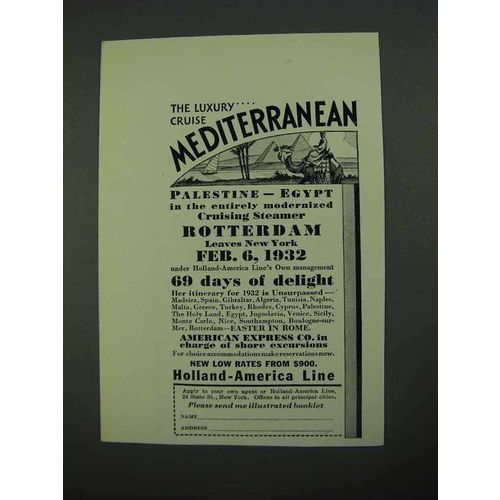 THE LUXURY....
CRUISE
MEDITERRANEAN
PALESTINE — EGYPT
in the entirely modernized
Cruising Steamer
ROTTERDAM
Leaves New York
FEB. 6, 1932
under Holland-America Line's Own management
69 days of delight
Her itinerary for 1932 is Unsurpassed—
Madeira, Spain, Gibraltar, Algeria, Tunisia, Naples,
Malta, Greece, Turkey, Rhodes, Cyprus, Palestine,
The Holy Land, Egypt, Jugoslavia, Venice, Sicily,
Monte Carlo, Nice, Southampton, Boulogne-sur-
Mer, Rotterdam—EASTER IN ROME.
AMERICAN EXPRESS CO. in
charge of shore excursions
For choice accommodations make reservations now.
NEW LOW RATES FROM $900.
Holland-America Line
Apply to your own agent or Holland-America Line,
24 State St., New York. Offices in all principal cities.
Please send me illustrated booklet
NAME
ADDRESS